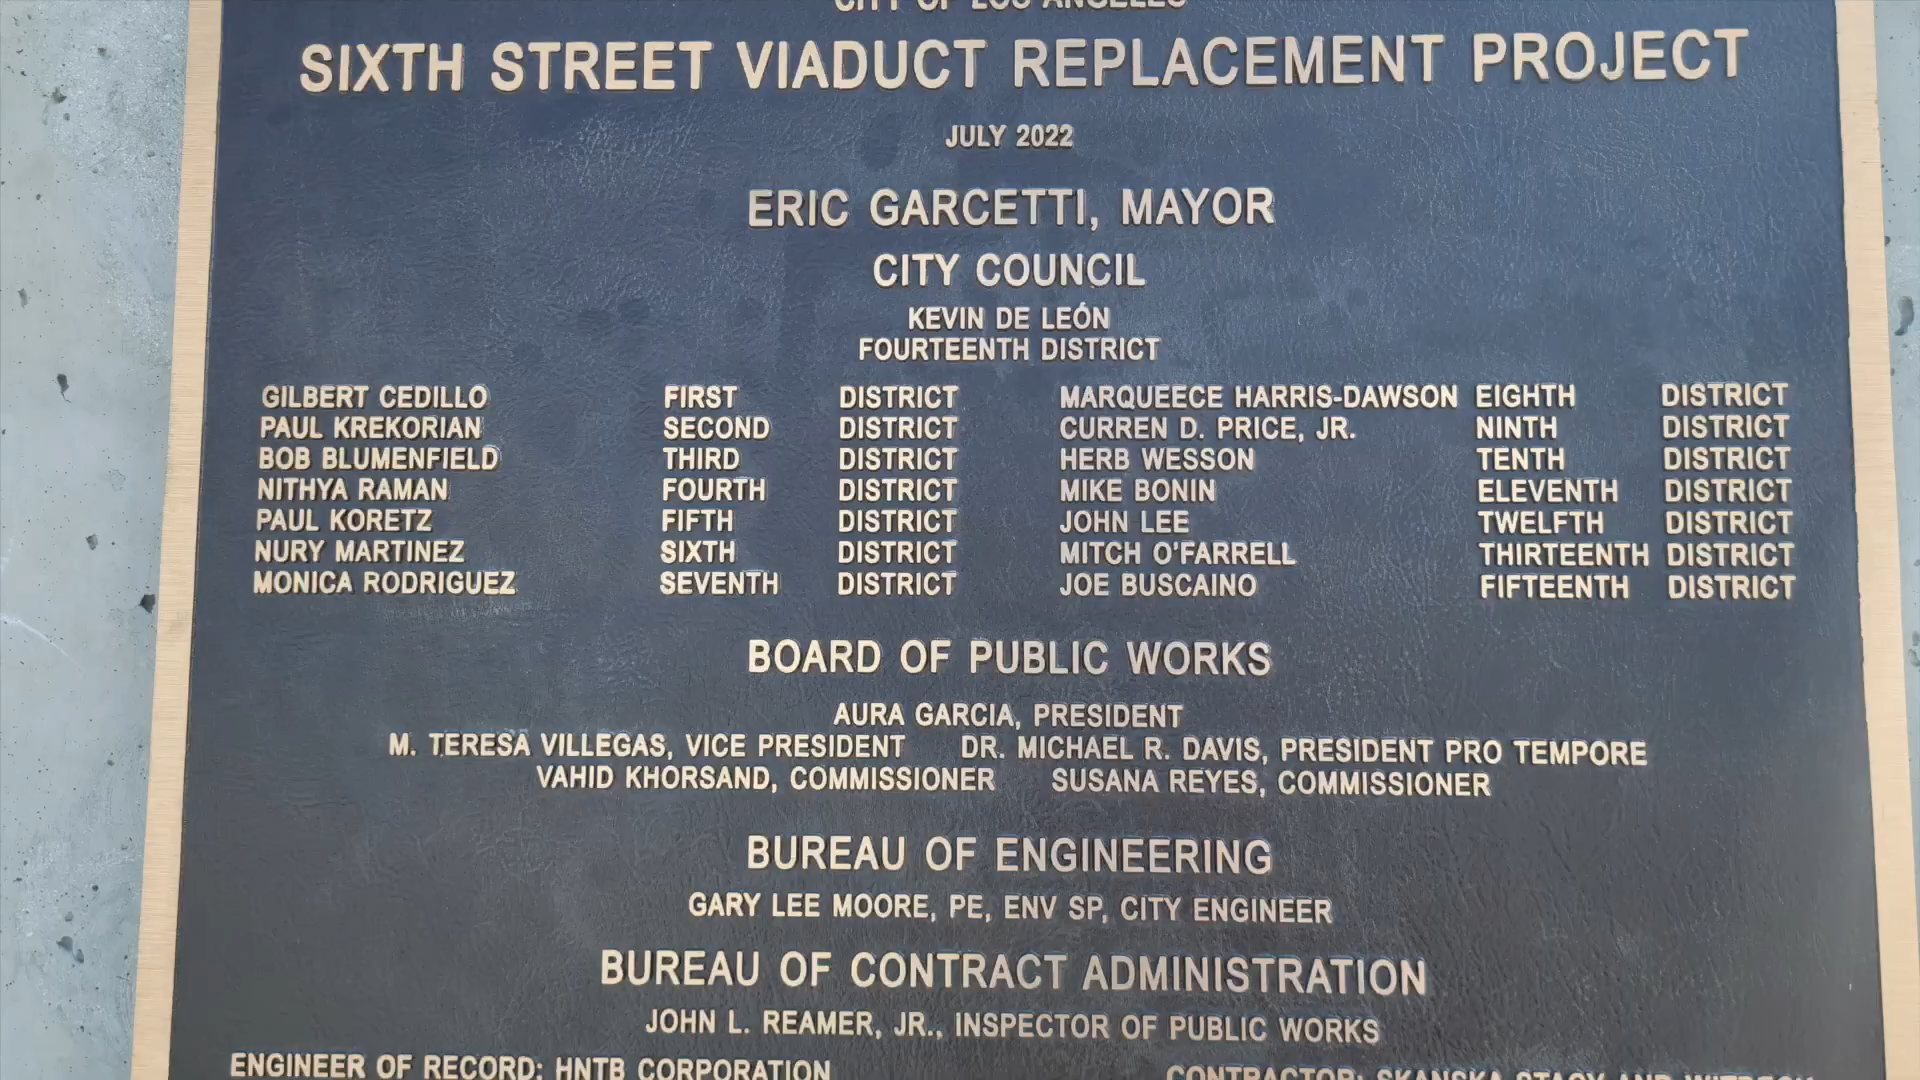 CITY OF LOS ANGELES
SIXTH STREET VIADUCT REPLACEMENT PROJECT
JULY 2022
ERIC GARCETTI, MAYOR
CITY COUNCIL
KEVIN DE LEÓN
FOURTEENTH DISTRICT
GILBERT CEDILLO FIRST DISTRICT MARQUEECE HARRIS-DAWSON EIGHTH DISTRICT
PAUL KREKORIAN SECOND DISTRICT CURREN D. PRICE, JR. NINTH DISTRICT
BOB BLUMENFIELD THIRD DISTRICT HERB WESSON TENTH DISTRICT
NITHYA RAMAN FOURTH DISTRICT MIKE BONIN ELEVENTH DISTRICT
PAUL KORETZ FIFTH DISTRICT JOHN LEE TWELFTH DISTRICT
NURY MARTINEZ SIXTH DISTRICT MITCH O'FARRELL THIRTEENTH DISTRICT
MONICA RODRIGUEZ SEVENTH DISTRICT JOE BUSCAINO FIFTEENTH DISTRICT
BOARD OF PUBLIC WORKS
AURA GARCIA, PRESIDENT
M. TERESA VILLEGAS, VICE PRESIDENT DR. MICHAEL R. DAVIS, PRESIDENT PRO TEMPORE
VAHID KHORSAND, COMMISSIONER SUSANA REYES, COMMISSIONER
BUREAU OF ENGINEERING
GARY LEE MOORE, PE, ENV SP, CITY ENGINEER
BUREAU OF CONTRACT ADMINISTRATION
JOHN L. REAMER, JR., INSPECTOR OF PUBLIC WORKS
ENGINEER OF RECORD: HNTB CORPORATION CONTRACTOR: SKANSKA STACY AND WITBECK